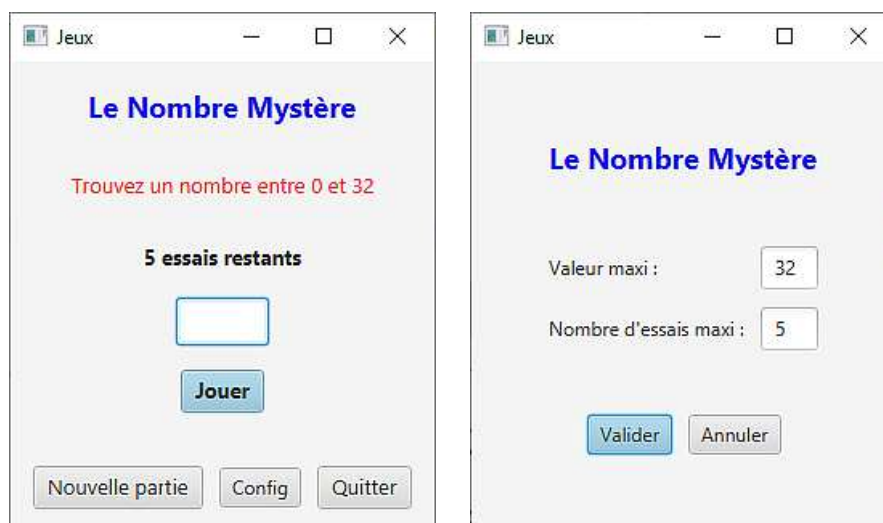 Jeux
Le Nombre Mystère
Trouvez un nombre entre 0 et 32
5 essais restants
Jouer
Nouvelle partie Config Quitter
Jeux
Le Nombre Mystère
Valeur maxi : 32
Nombre d'essais maxi : 5
Valider Annuler